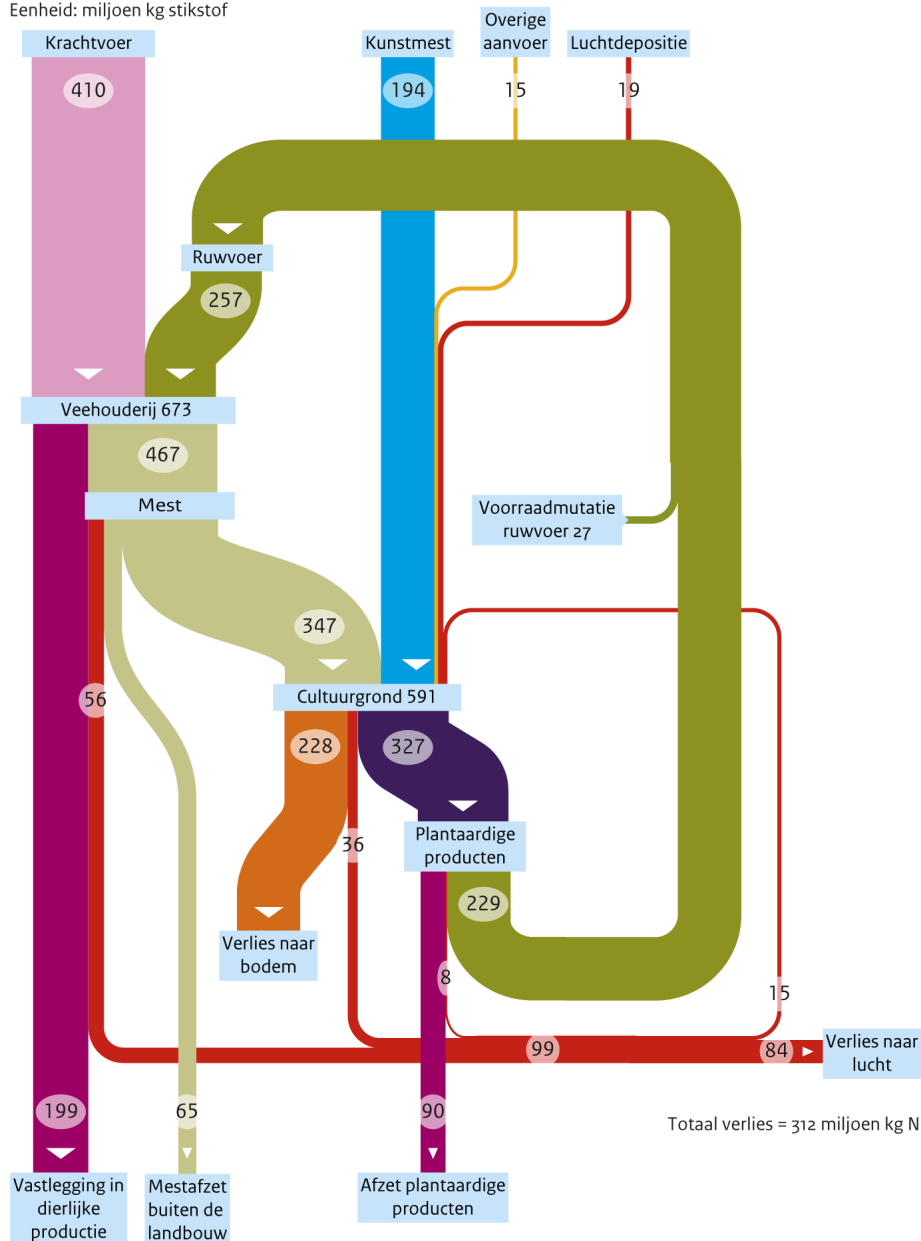 Eenheid: miljoen kg stikstof
Krachtvoer
Kunstmest
Overige
aanvoer
Luchtdepositie
410
194
15
19
Ruwvoer
257
Veehouderij 673
467
Mest
Voorraadmutatie
ruwvoer 27
347
Cultuurgrond 591
56
228
327
36
Plantaardige
producten
229
Verlies naar
bodem
8
15
99
84
Verlies naar
lucht
199
65
90
Totaal verlies = 312 miljoen kg N
Vastlegging in
dierlijke
productie
Mestafzet
buiten de
landbouw
Afzet plantaardige
producten